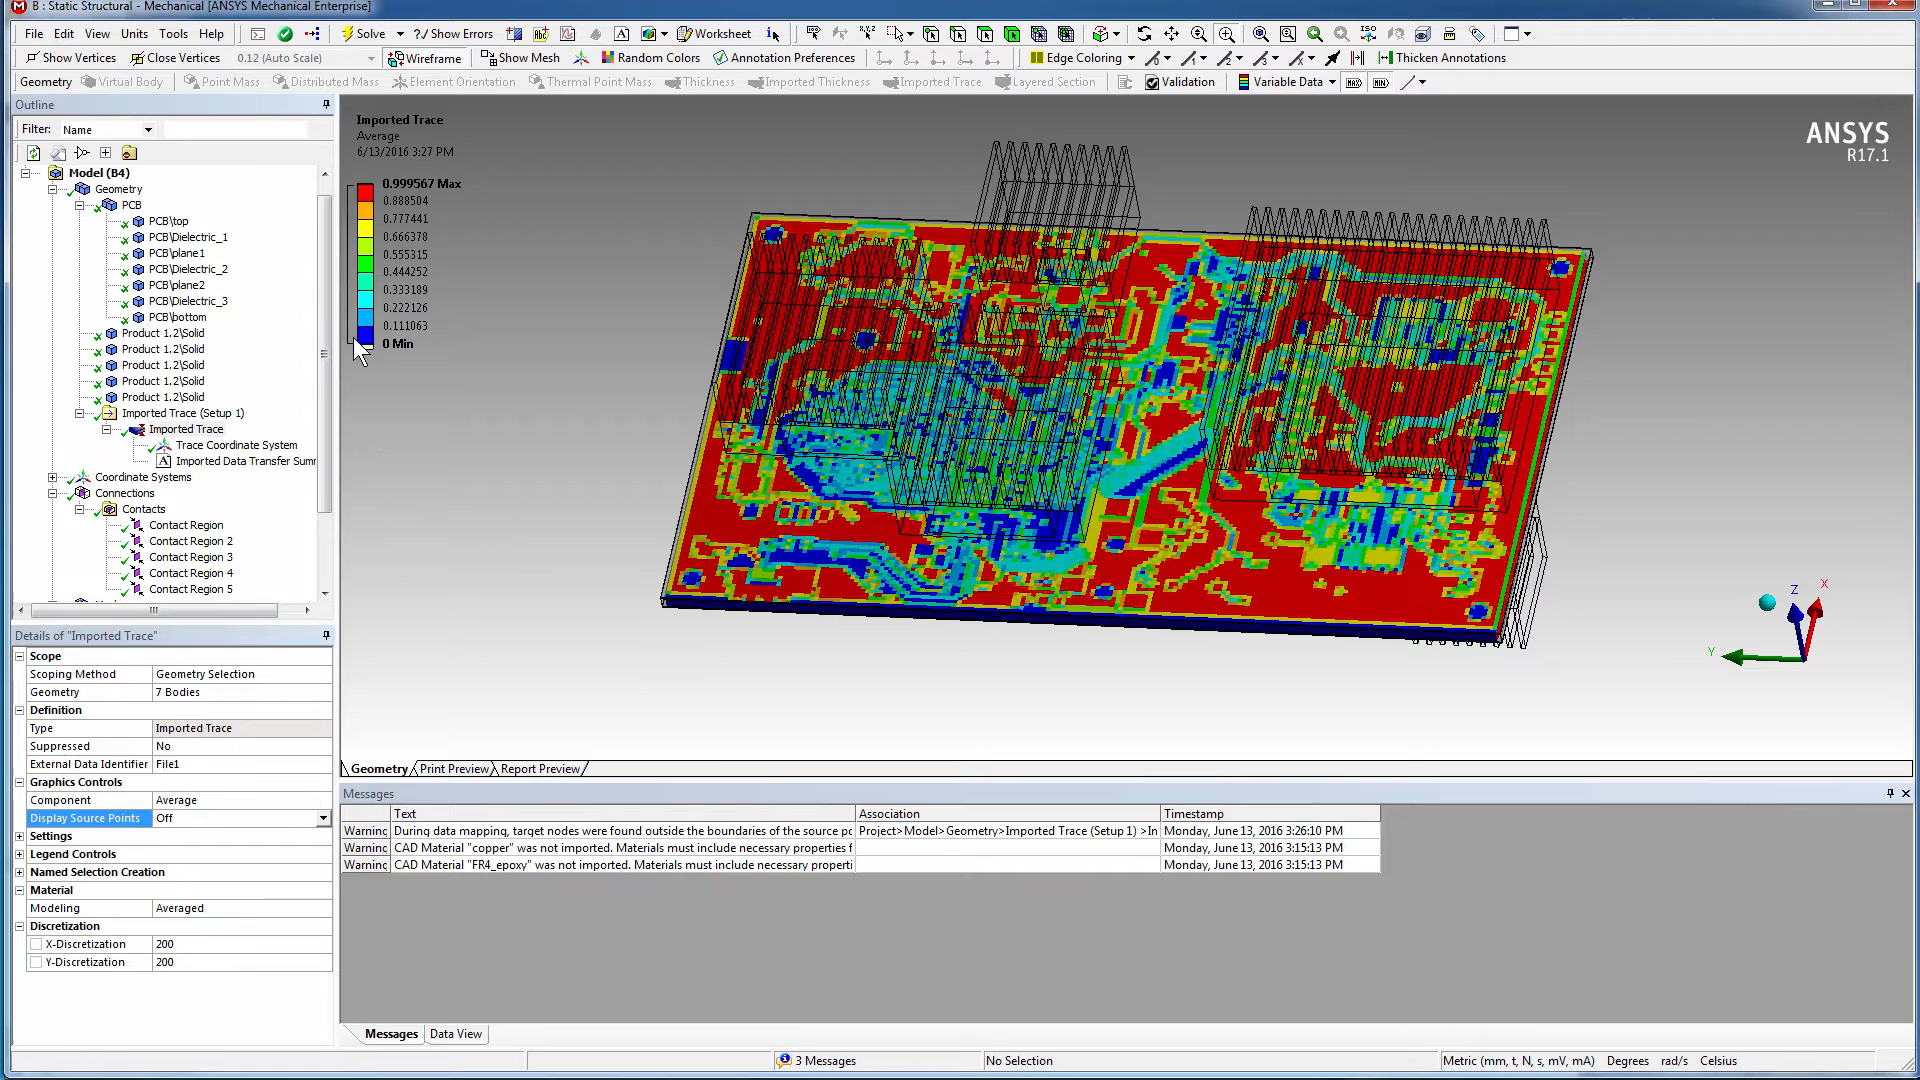 B : Static Structural - Mechanical [ANSYS Mechanical Enterprise]
File Edit View Units Tools Help Solve ?/ Show Errors Worksheet
Show Vertices Close Vertices 0.12 (Auto Scale) Wireframe Show Mesh Random Colors Annotation Preferences Edge Coloring Thicken Annotations
Geometry Virtual Body Point Mass Distributed Mass Element Orientation Thermal Point Mass Thickness Imported Thickness Imported Trace Layered Section Validation Variable Data MAX MIN
Outline
Filter: Name
Model (B4)
Geometry
PCB
PCB\top
PCB\Dielectric_1
PCB\plane1
PCB\Dielectric_2
PCB\plane2
PCB\Dielectric_3
PCB\bottom
Product 1.2\Solid
Product 1.2\Solid
Product 1.2\Solid
Product 1.2\Solid
Product 1.2\Solid
Imported Trace (Setup 1)
Imported Trace
Trace Coordinate System
Imported Data Transfer Sumr
Coordinate Systems
Connections
Contacts
Contact Region
Contact Region 2
Contact Region 3
Contact Region 4
Contact Region 5
Details of "Imported Trace"
Scope
Scoping Method Geometry Selection
Geometry 7 Bodies
Definition
Type Imported Trace
Suppressed No
External Data Identifier File1
Graphics Controls
Component Average
Display Source Points Off
Settings
Legend Controls
Named Selection Creation
Material
Modeling Averaged
Discretization
X-Discretization 200
Y-Discretization 200
Imported Trace
Average
6/13/2016 3:27 PM
0.999567 Max
0.888504
0.777441
0.666378
0.555315
0.444252
0.333189
0.222126
0.111063
0 Min
ANSYS
R17.1
Z
X
Y
Geometry Print Preview Report Preview
Messages
Text Association Timestamp
Warning During data mapping, target nodes were found outside the boundaries of the source po Project>Model>Geometry>Imported Trace (Setup 1) >In Monday, June 13, 2016 3:26:10 PM
Warning CAD Material "copper" was not imported. Materials must include necessary properties f Monday, June 13, 2016 3:15:13 PM
Warning CAD Material "FR4_epoxy" was not imported. Materials must include necessary properti Monday, June 13, 2016 3:15:13 PM
Messages Data View
3 Messages No Selection Metric (mm, t, N, s, mV, mA) Degrees rad/s Celsius